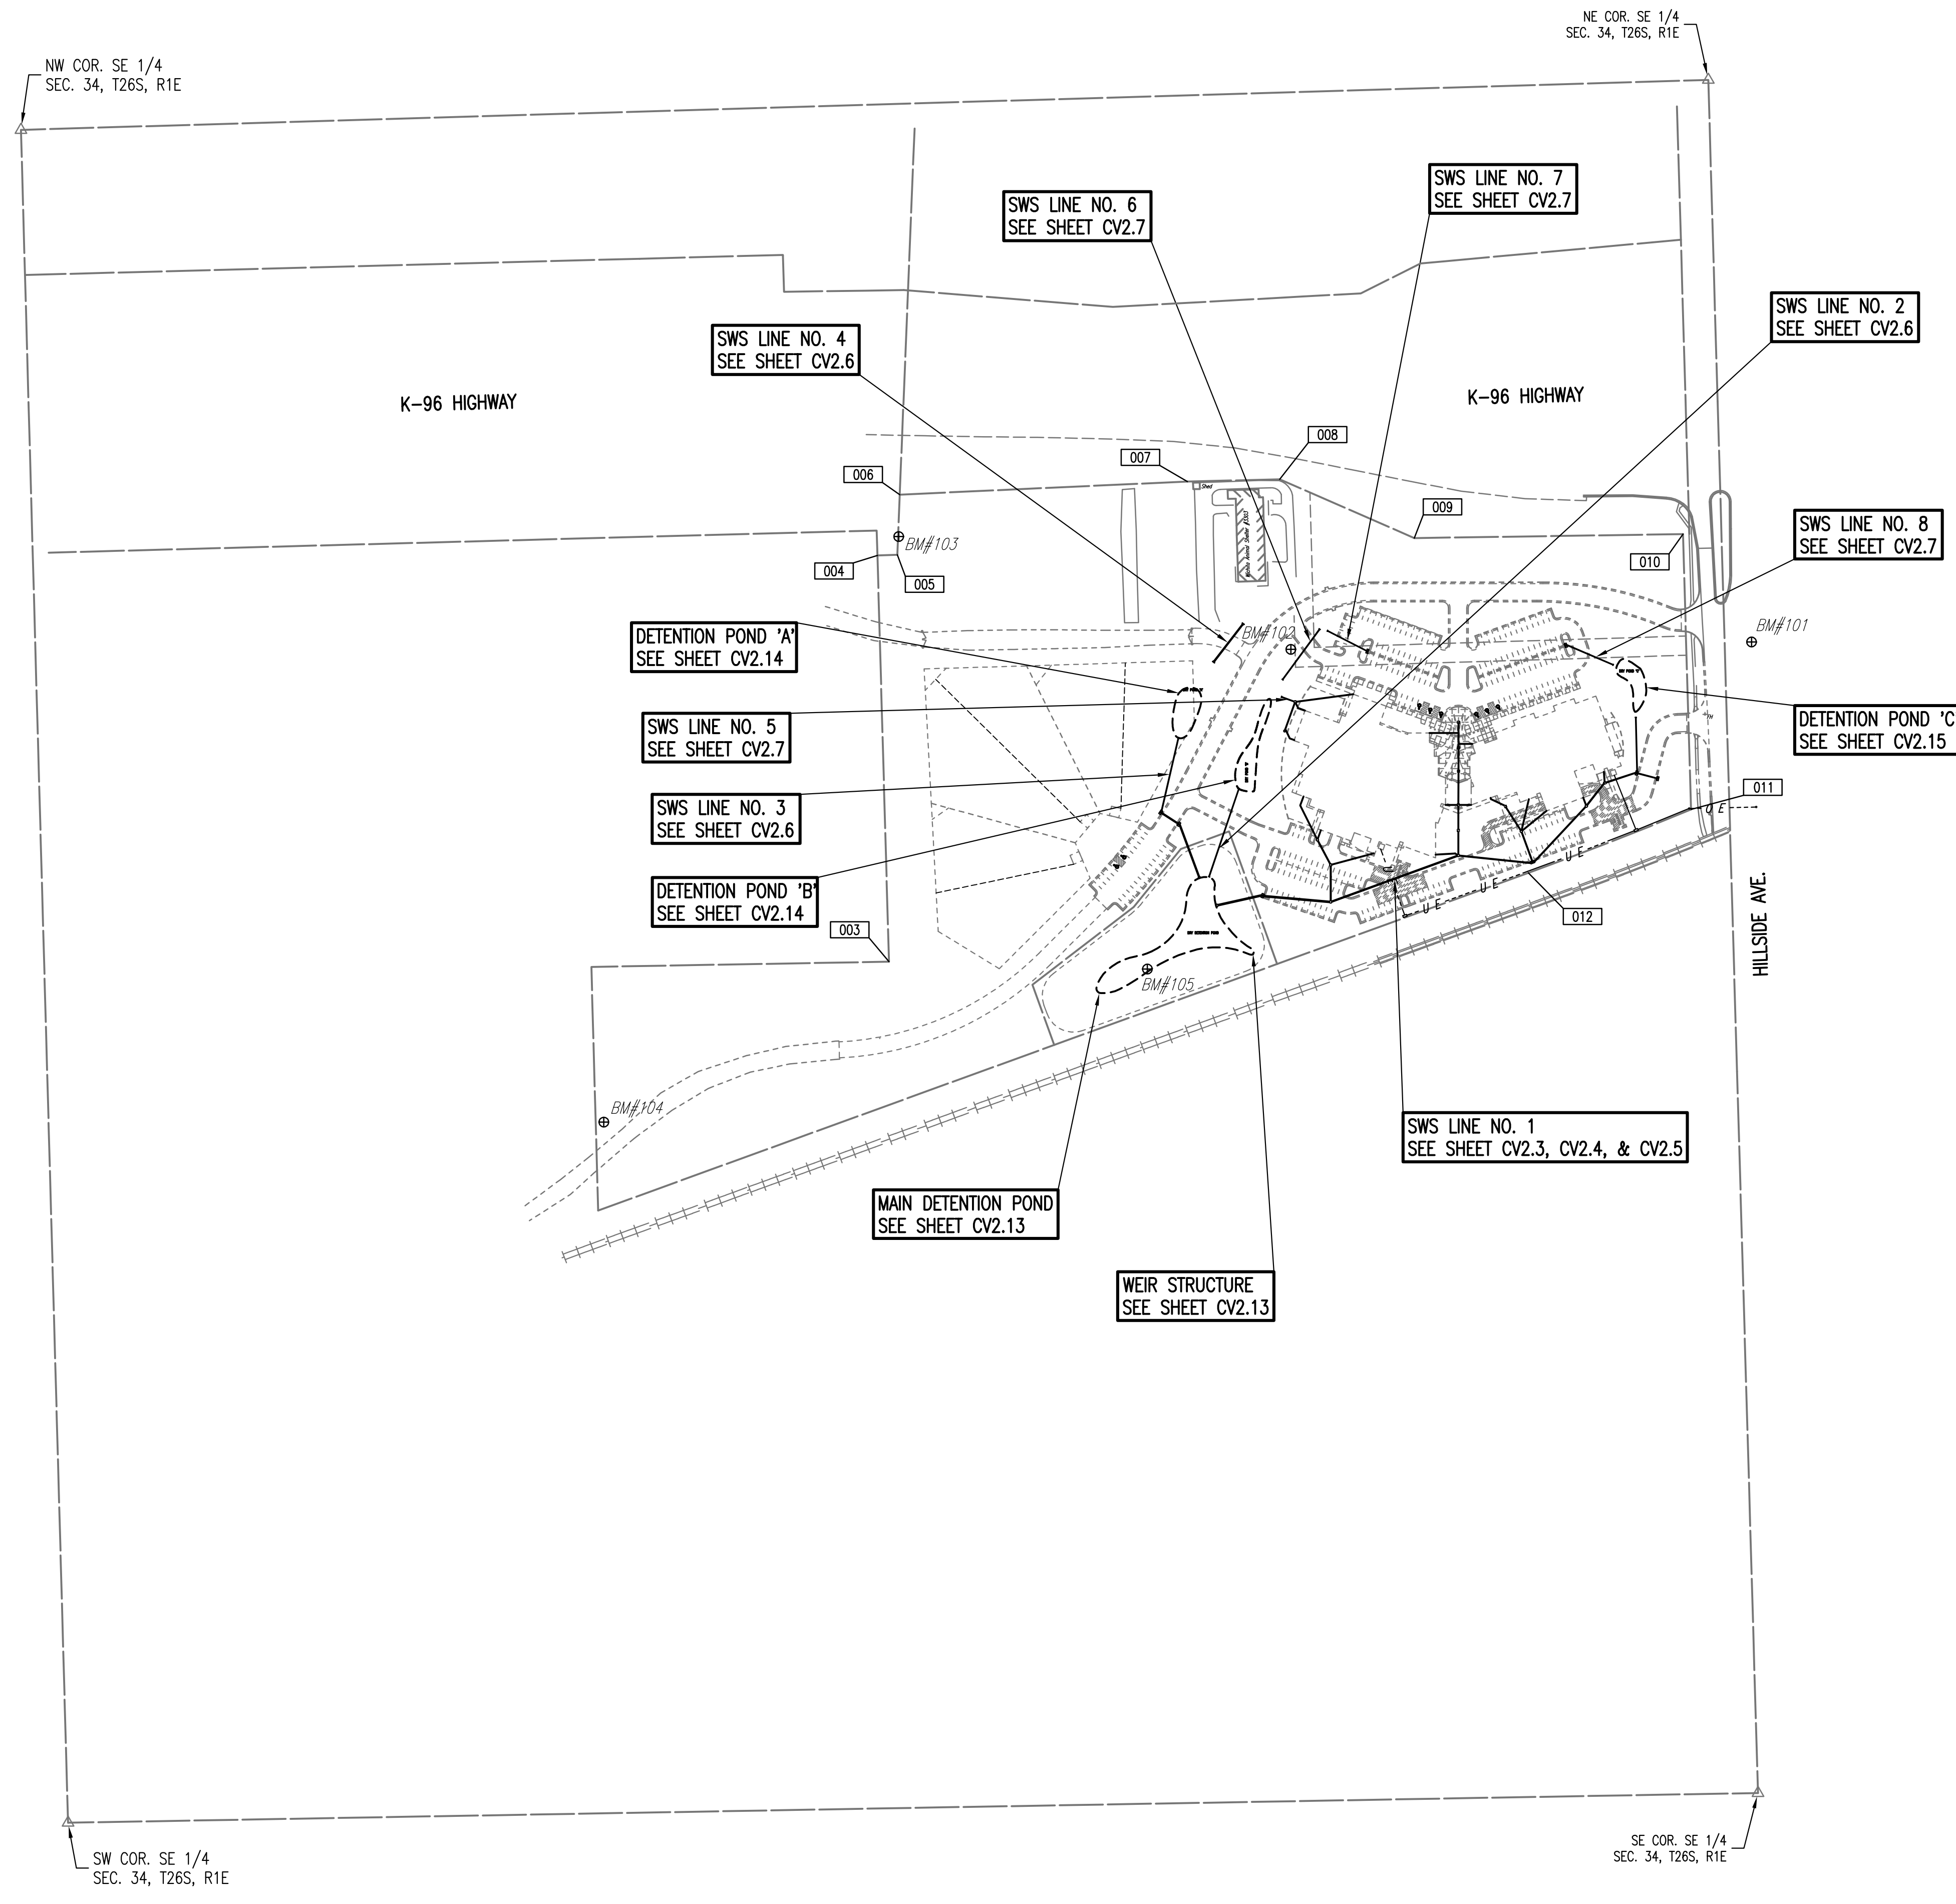 NE COR. SE 1/4
SEC. 34, T26S, R1E
NW COR. SE 1/4
SEC. 34, T26S, R1E
SWS LINE NO. 7
SEE SHEET CV2.7
SWS LINE NO. 6
SEE SHEET CV2.7
SWS LINE NO. 2
SEE SHEET CV2.6
SWS LINE NO. 4
SEE SHEET CV2.6
K-96 HIGHWAY
K-96 HIGHWAY
008
007
006
Shed
009
SWS LINE NO. 8
SEE SHEET CV2.7
BM#103
010
004
005
BM#101
BM#102
DETENTION POND 'A'
SEE SHEET CV2.14
SWS LINE NO. 5
SEE SHEET CV2.7
DETENTION POND 'C
SEE SHEET CV2.15
011
U E
SWS LINE NO. 3
SEE SHEET CV2.6
U E
U E
U E
DETENTION POND 'B'
SEE SHEET CV2.14
012
003
HILLSIDE AVE.
BM#105
BM#104
SWS LINE NO. 1
SEE SHEET CV2.3, CV2.4, & CV2.5
MAIN DETENTION POND
SEE SHEET CV2.13
WEIR STRUCTURE
SEE SHEET CV2.13
SE COR. SE 1/4
SEC. 34, T26S, R1E
SW COR. SE 1/4
SEC. 34, T26S, R1E